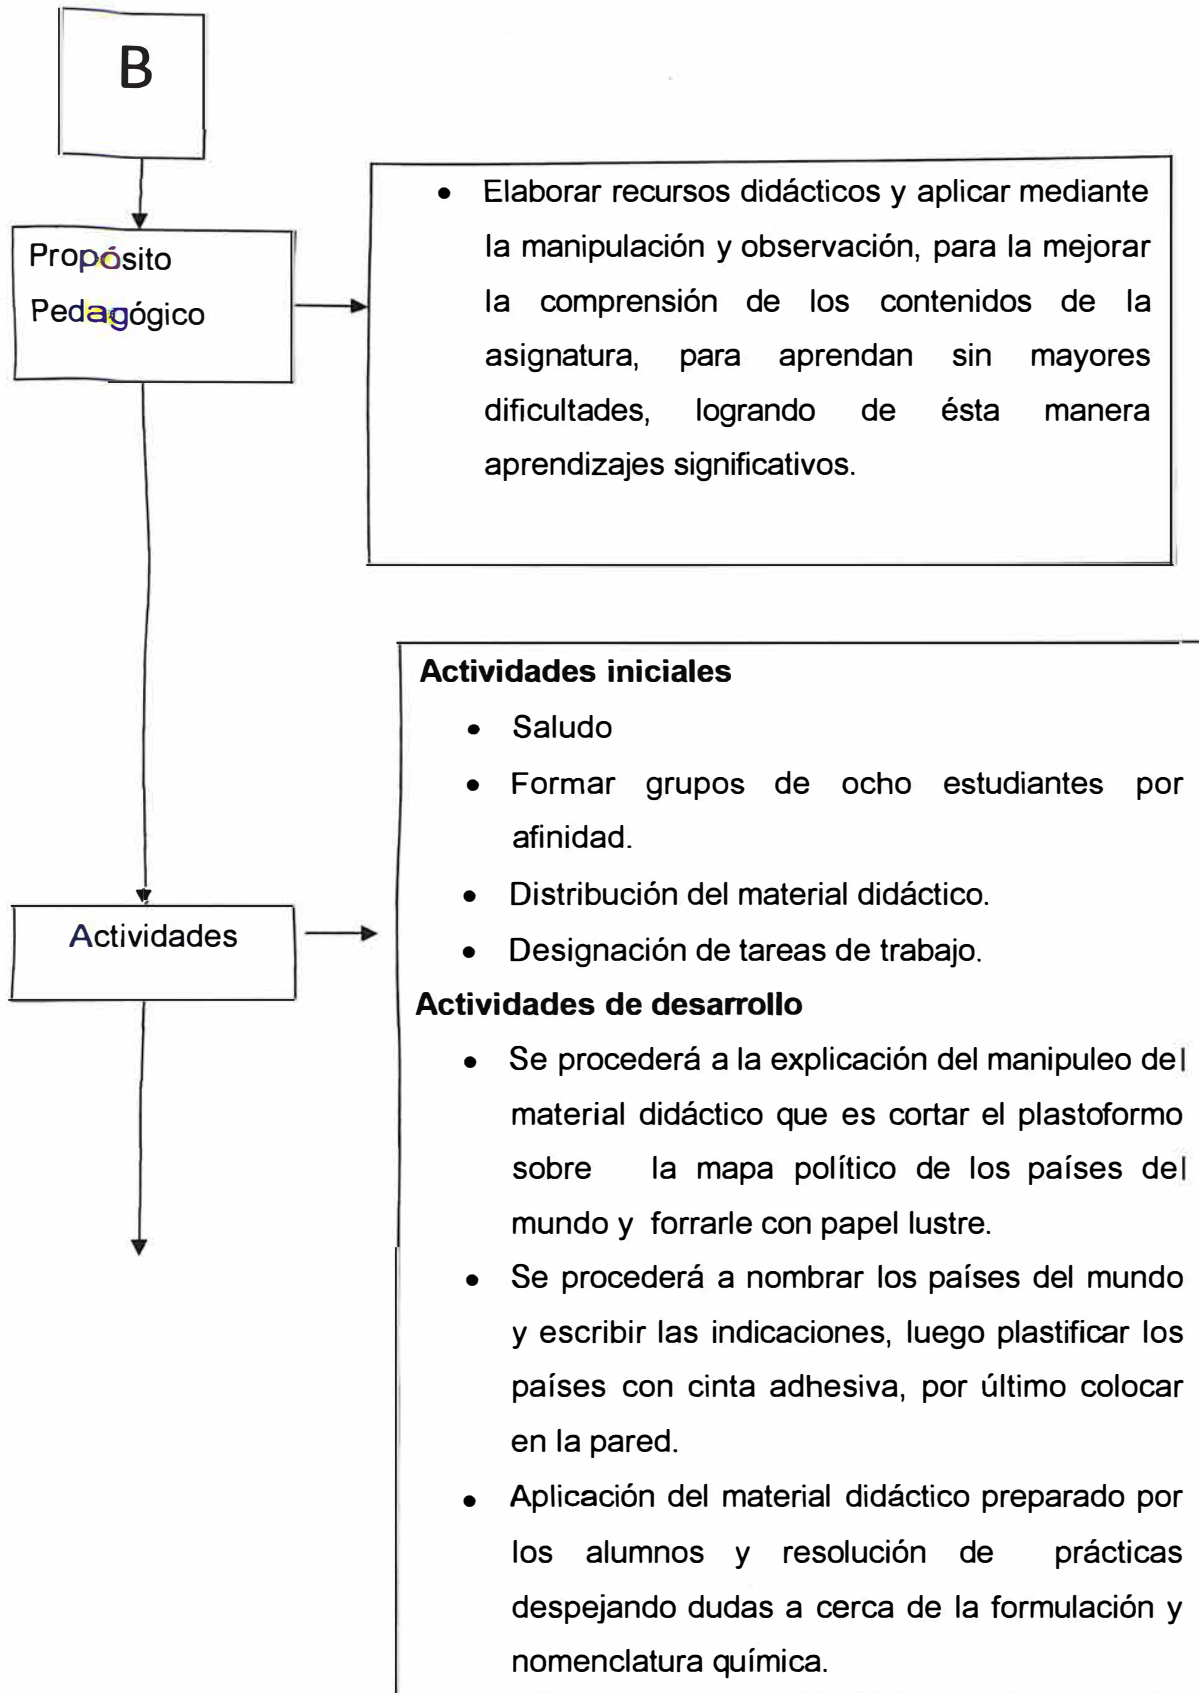 B
Propósito
Pedagógico
• Elaborar recursos didácticos y aplicar mediante
la manipulación y observación, para la mejorar
la comprensión de los contenidos de la
asignatura, para aprendan sin mayores
dificultades, logrando de ésta manera
aprendizajes significativos.
Actividades
Actividades iniciales
• Saludo
• Formar grupos de ocho estudiantes por
afinidad.
• Distribución del material didáctico.
• Designación de tareas de trabajo.
Actividades de desarrollo
• Se procederá a la explicación del manipuleo del
material didáctico que es cortar el plastoformo
sobre la mapa político de los países del
mundo y forrarle con papel lustre.
• Se procederá a nombrar los países del mundo
y escribir las indicaciones, luego plastificar los
países con cinta adhesiva, por último colocar
en la pared.
• Aplicación del material didáctico preparado por
los alumnos y resolución de prácticas
despejando dudas a cerca de la formulación y
nomenclatura química.